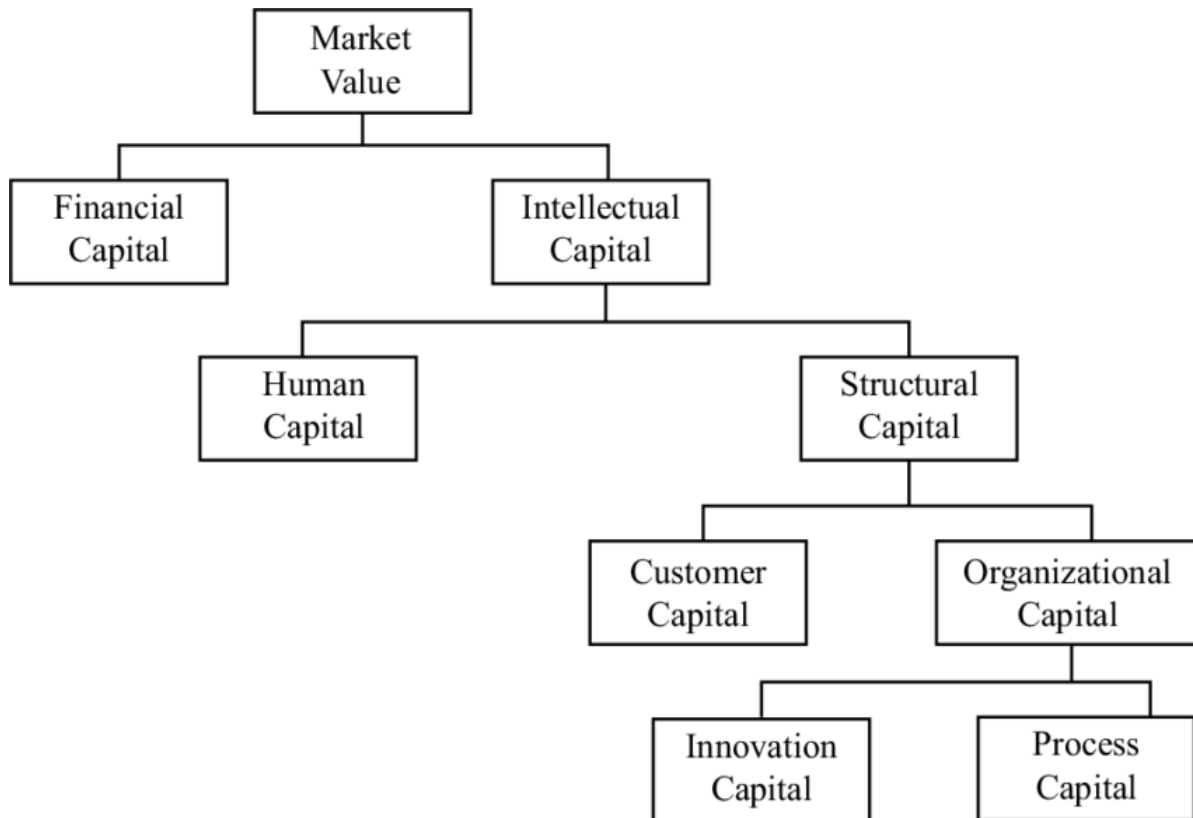 Market
Value
Financial
Capital
Intellectual
Capital
Human
Capital
Structural
Capital
Customer
Capital
Organizational
Capital
Innovation
Capital
Process
Capital